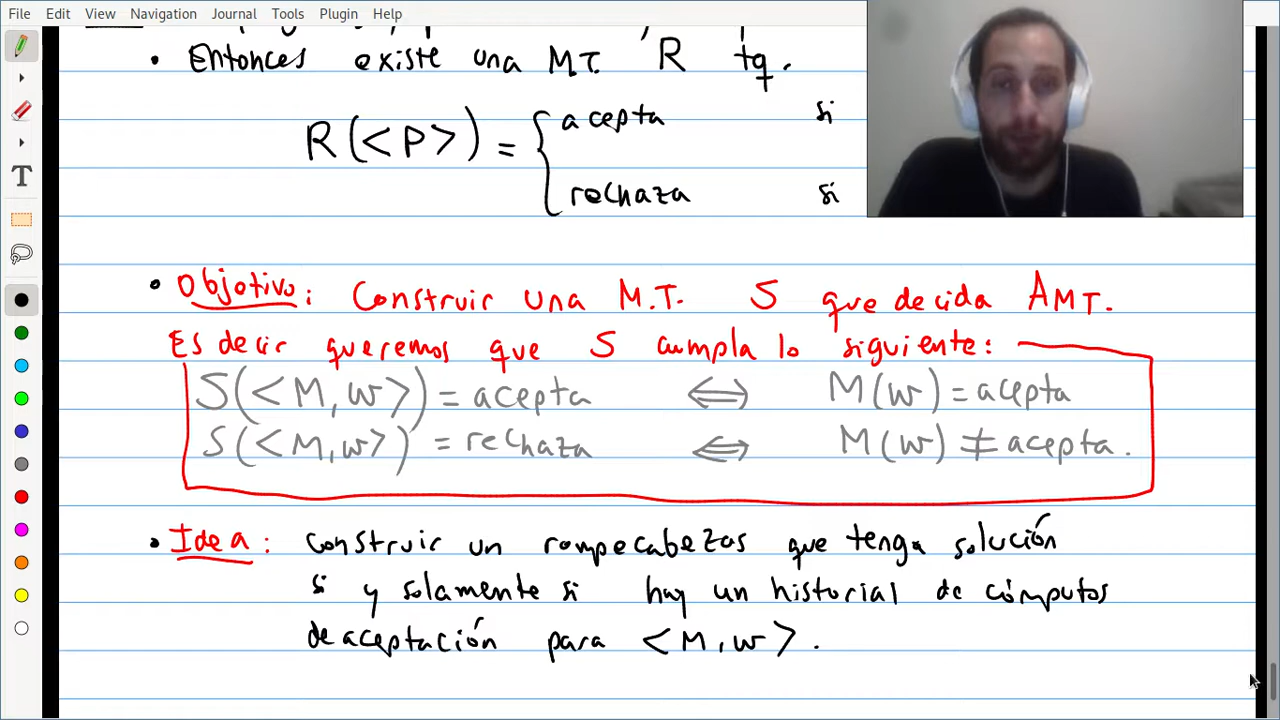 File Edit View Navigation Journal Tools Plugin Help
• Entonces existe una M.T. R tq.
R(<P>) = { acepta si
rechaza si
• Objetivo: Construir una M.T. S que decida AMT.
Es decir queremos que S cumpla lo siguiente:
S(<M,w>) = acepta ⟺ M(w) = acepta
S(<M,w>) = rechaza ⟺ M(w) ≠ acepta.
• Idea: construir un rompecabezas que tenga solución
si y solamente si hay un historial de cómputos
de aceptación para <M,w>.
T